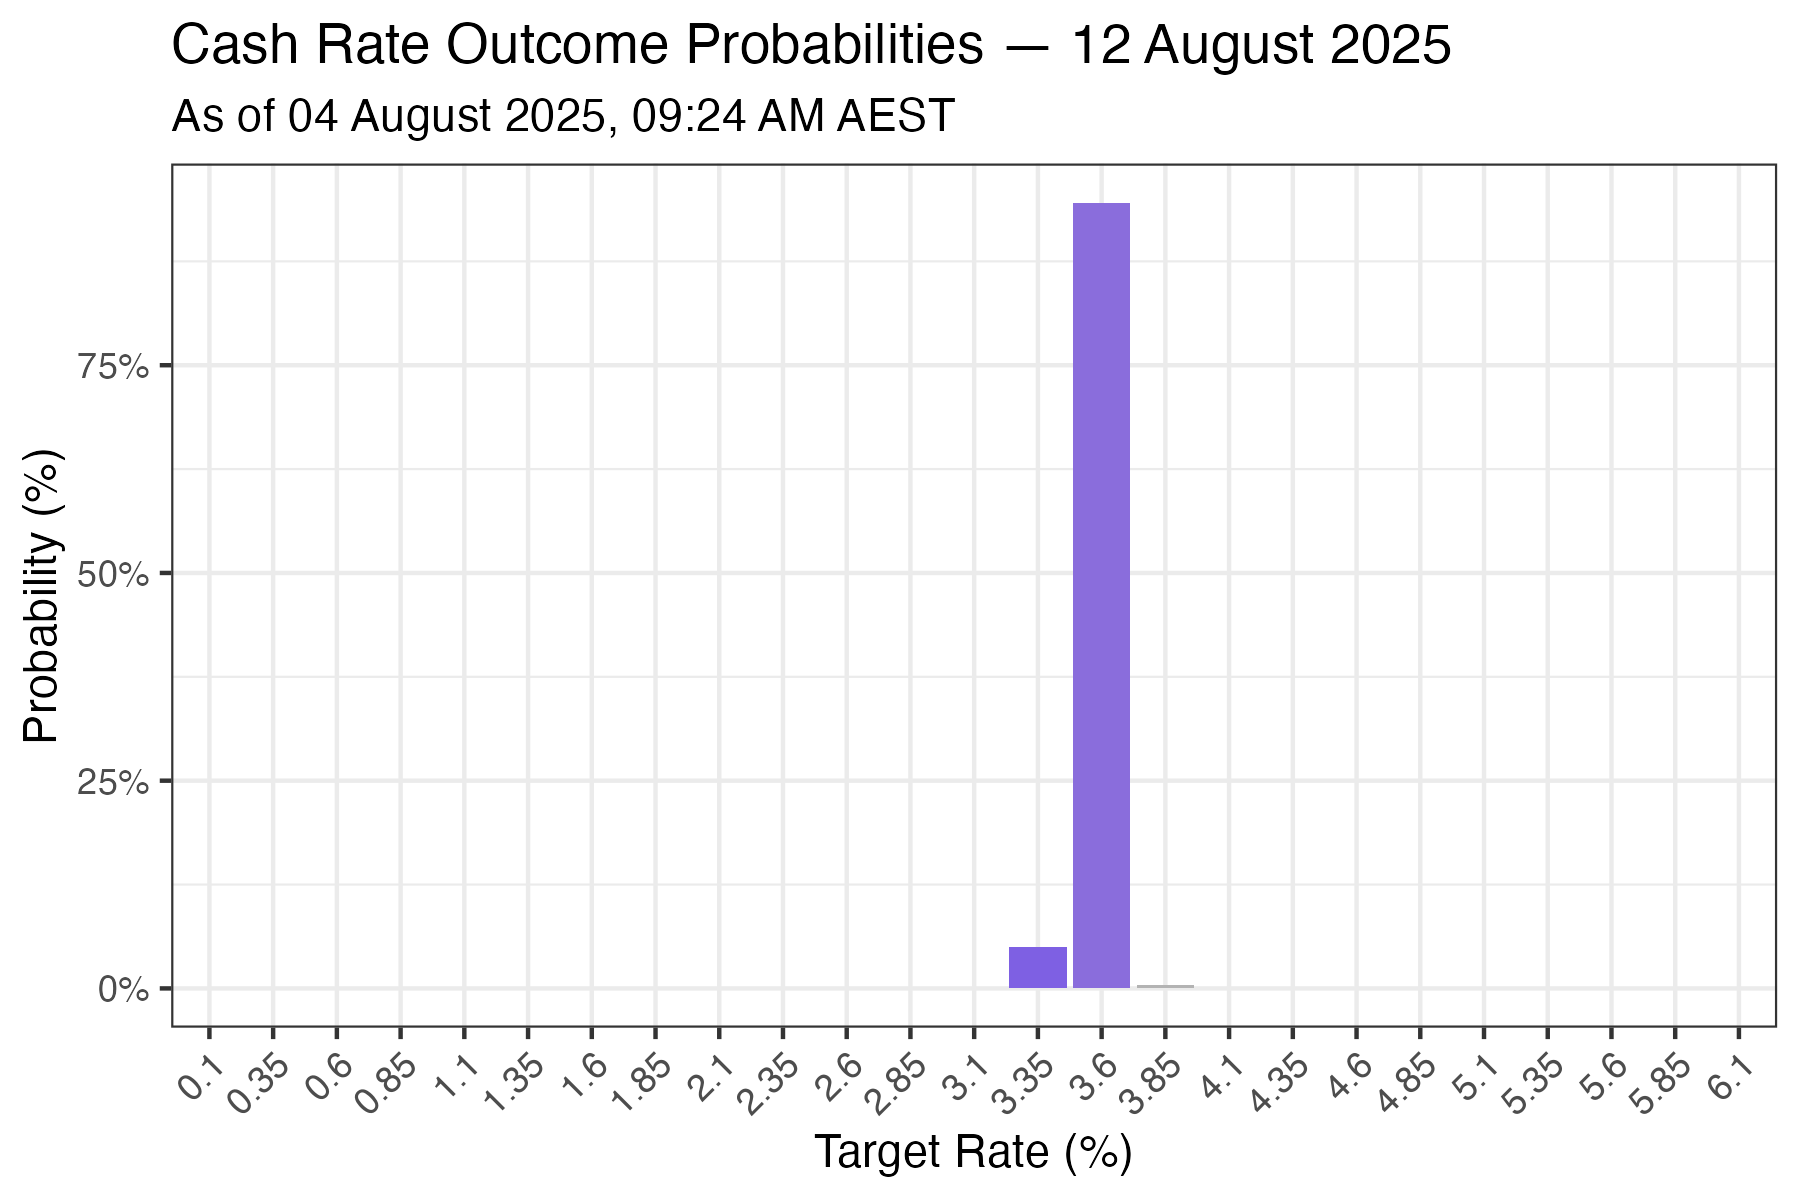 Cash Rate Outcome Probabilities — 12 August 2025
As of 04 August 2025, 09:24 AM AEST
Probability (%)
75%
50%
25%
0%
0.1 0.35 0.6 0.85 1.1 1.35 1.6 1.85 2.1 2.35 2.6 2.85 3.1 3.35 3.6 3.85 4.1 4.35 4.6 4.85 5.1 5.35 5.6 5.85 6.1
Target Rate (%)